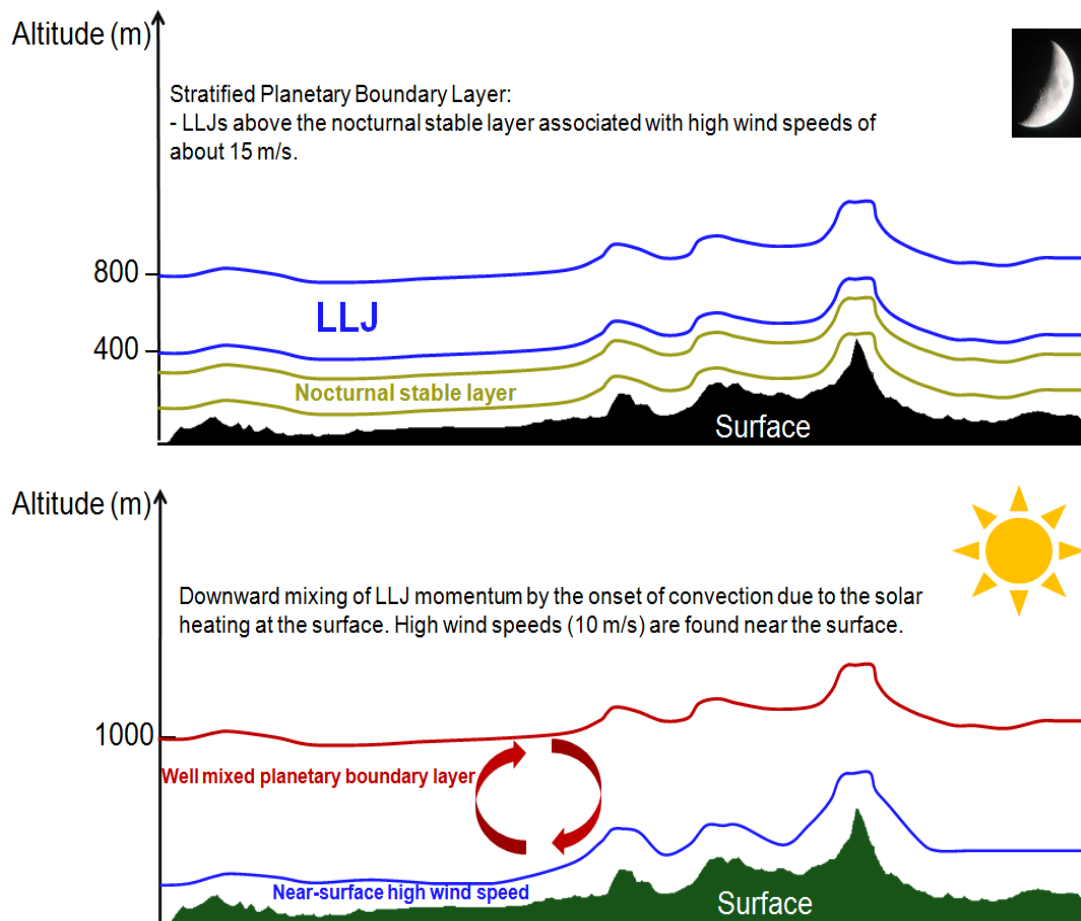 Altitude (m)
Stratified Planetary Boundary Layer:
- LLJs above the nocturnal stable layer associated with high wind speeds of
about 15 m/s.
800
LLJ
400
Nocturnal stable layer
Surface
Altitude (m)
Downward mixing of LLJ momentum by the onset of convection due to the solar
heating at the surface. High wind speeds (10 m/s) are found near the surface.
1000
Well mixed planetary boundary layer
Near-surface high wind speed
Surface